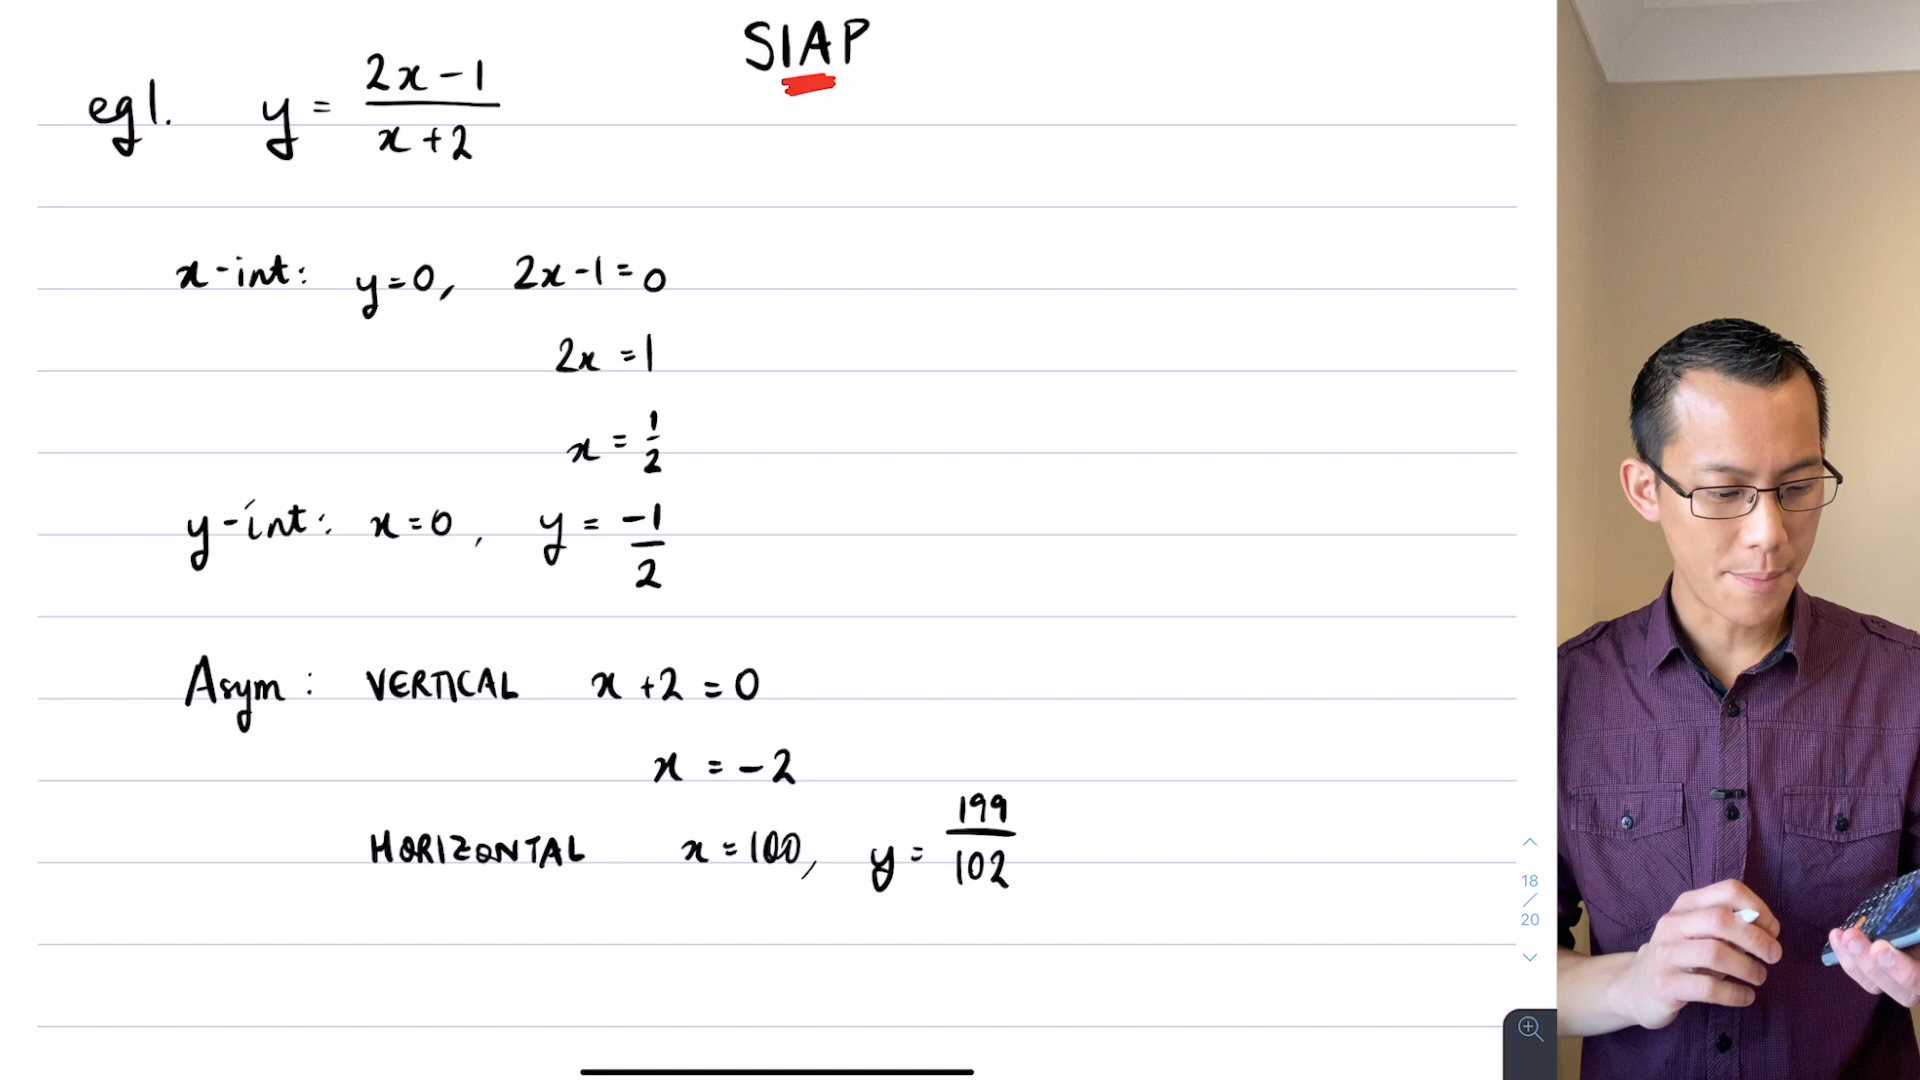 SIAP
eg1. y = 2x-1 / x+2
x-int: y=0, 2x-1=0
2x =1
x = 1/2
y-int: x=0, y = -1/2
Asym: VERTICAL x+2=0
x = -2
HORIZONTAL x=100, y = 199/102
18
/
20